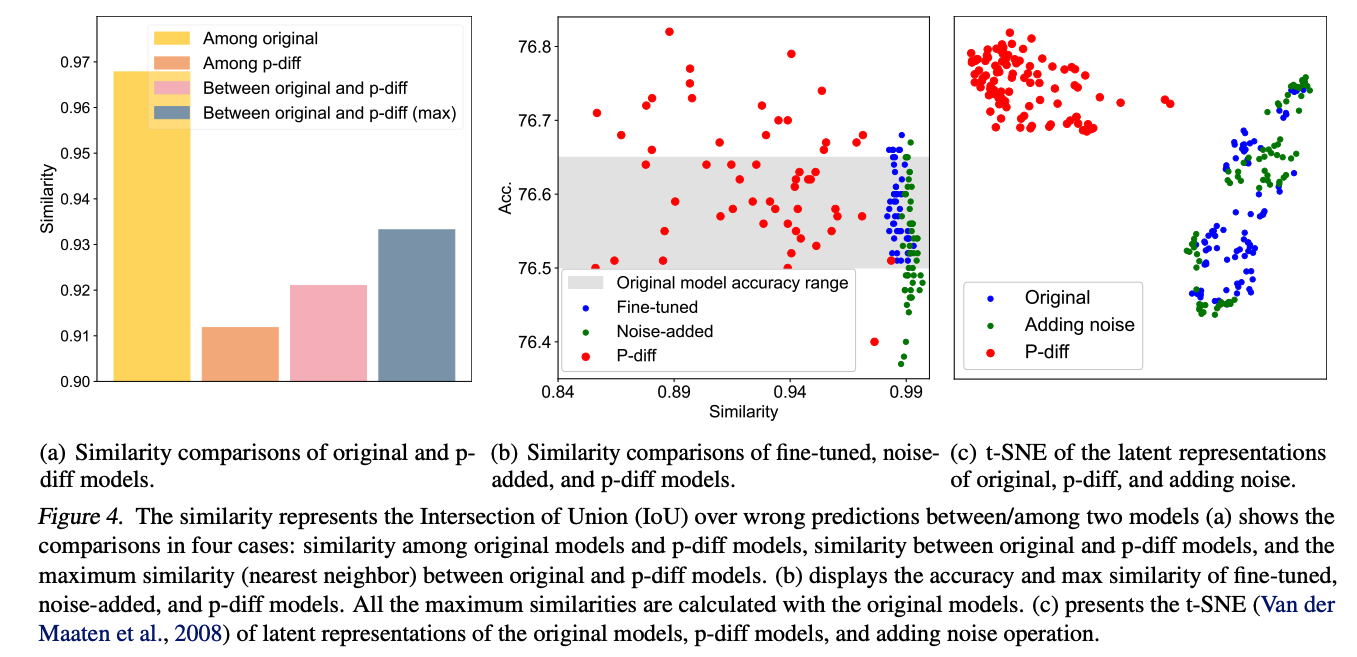 Similarity
0.97
0.96
0.95
0.94
0.93
0.92
0.91
0.90
Among original
Among p-diff
Between original and p-diff
Between original and p-diff (max)
Acc.
76.8
76.7
76.6
76.5
76.4
Original model accuracy range
Fine-tuned
Noise-added
P-diff
0.84
0.89
0.94
0.99
Similarity
Original
Adding noise
P-diff
(a) Similarity comparisons of original and p-
diff models.
(b) Similarity comparisons of fine-tuned, noise-
added, and p-diff models.
(c) t-SNE of the latent representations
of original, p-diff, and adding noise.
Figure 4. The similarity represents the Intersection of Union (IoU) over wrong predictions between/among two models (a) shows the
comparisons in four cases: similarity among original models and p-diff models, similarity between original and p-diff models, and the
maximum similarity (nearest neighbor) between original and p-diff models. (b) displays the accuracy and max similarity of fine-tuned,
noise-added, and p-diff models. All the maximum similarities are calculated with the original models. (c) presents the t-SNE (Van der
Maaten et al., 2008) of latent representations of the original models, p-diff models, and adding noise operation.